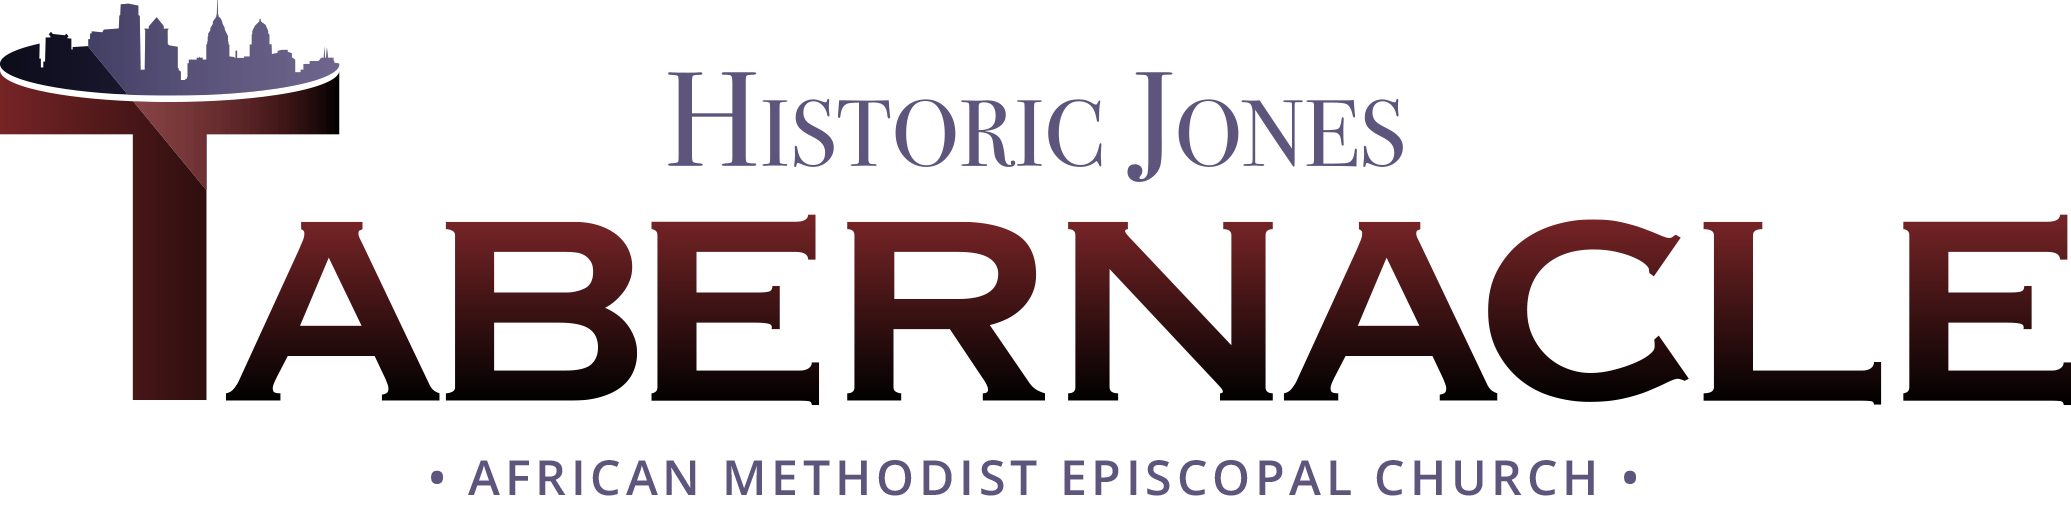 HISTORIC JONES
TABERNACLE
• AFRICAN METHODIST EPISCOPAL CHURCH •